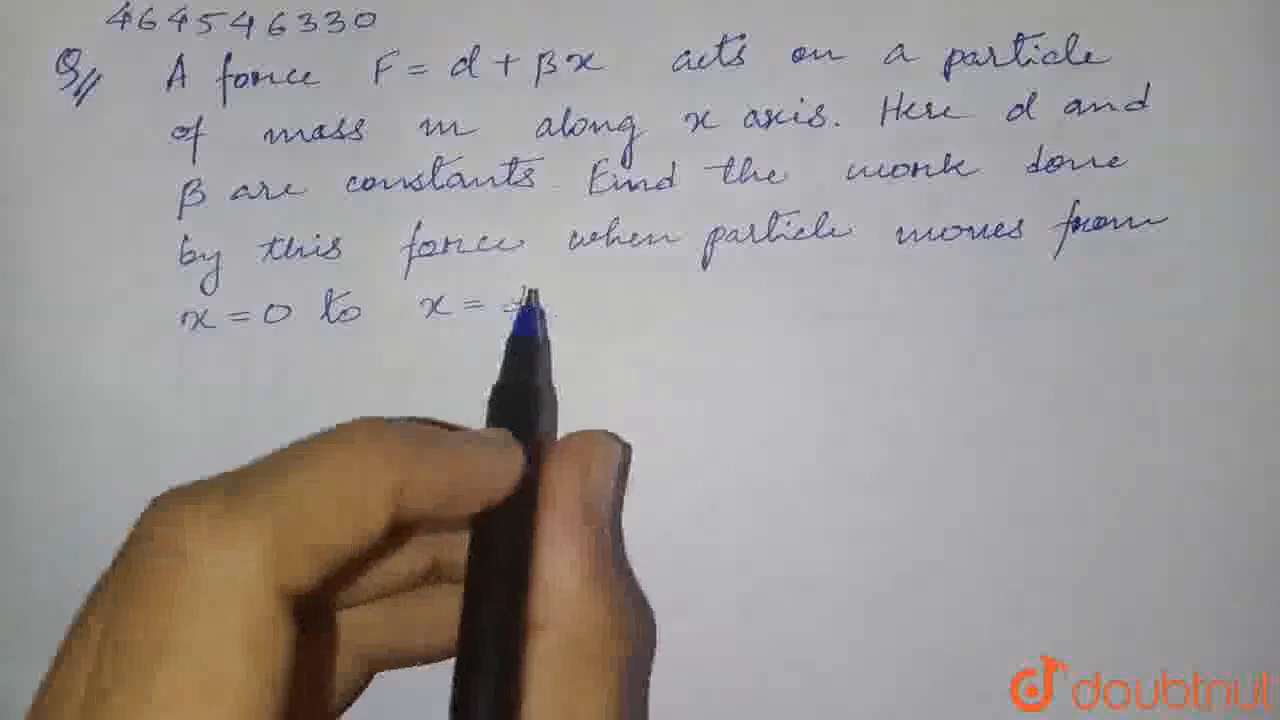 464546330
Q// A force F = α + βx acts on a particle
of mass m along x axis. Here α and
β are constants. Find the work done
by this force when particle moves from
x = 0 to x =
doubtnut